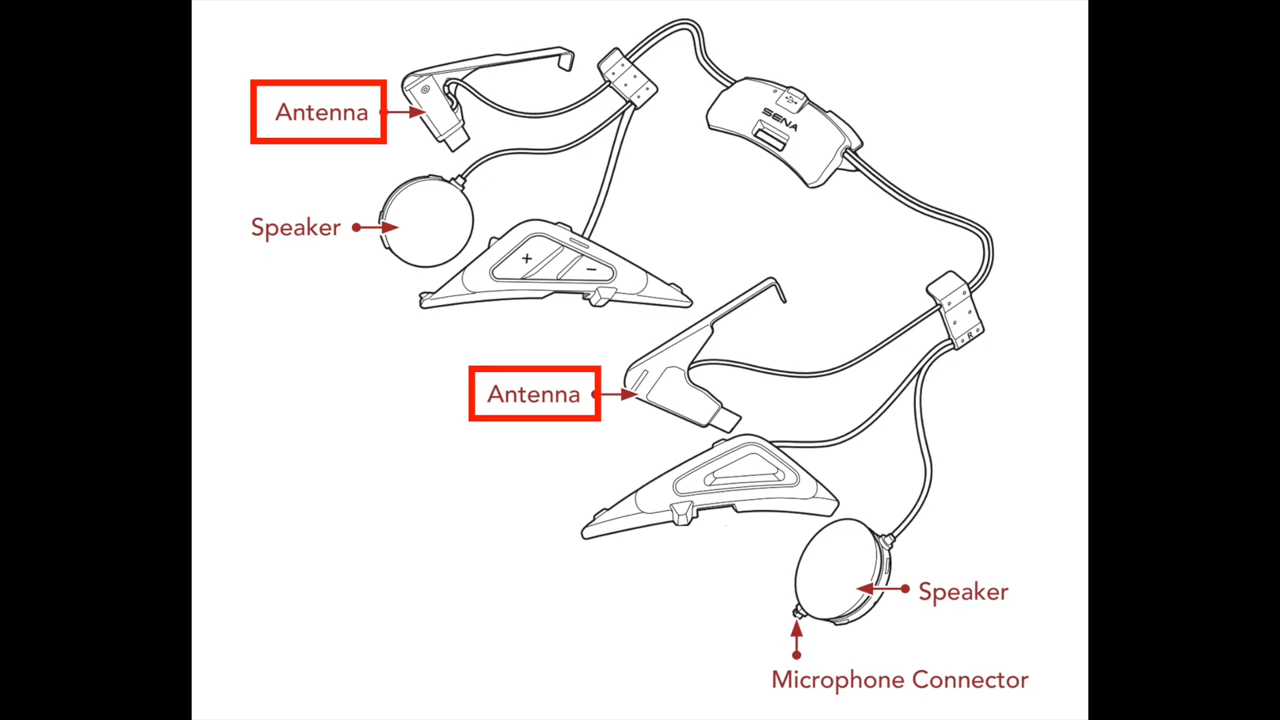 Antenna
SENA
Speaker
+ −
Antenna
R
Speaker
Microphone Connector